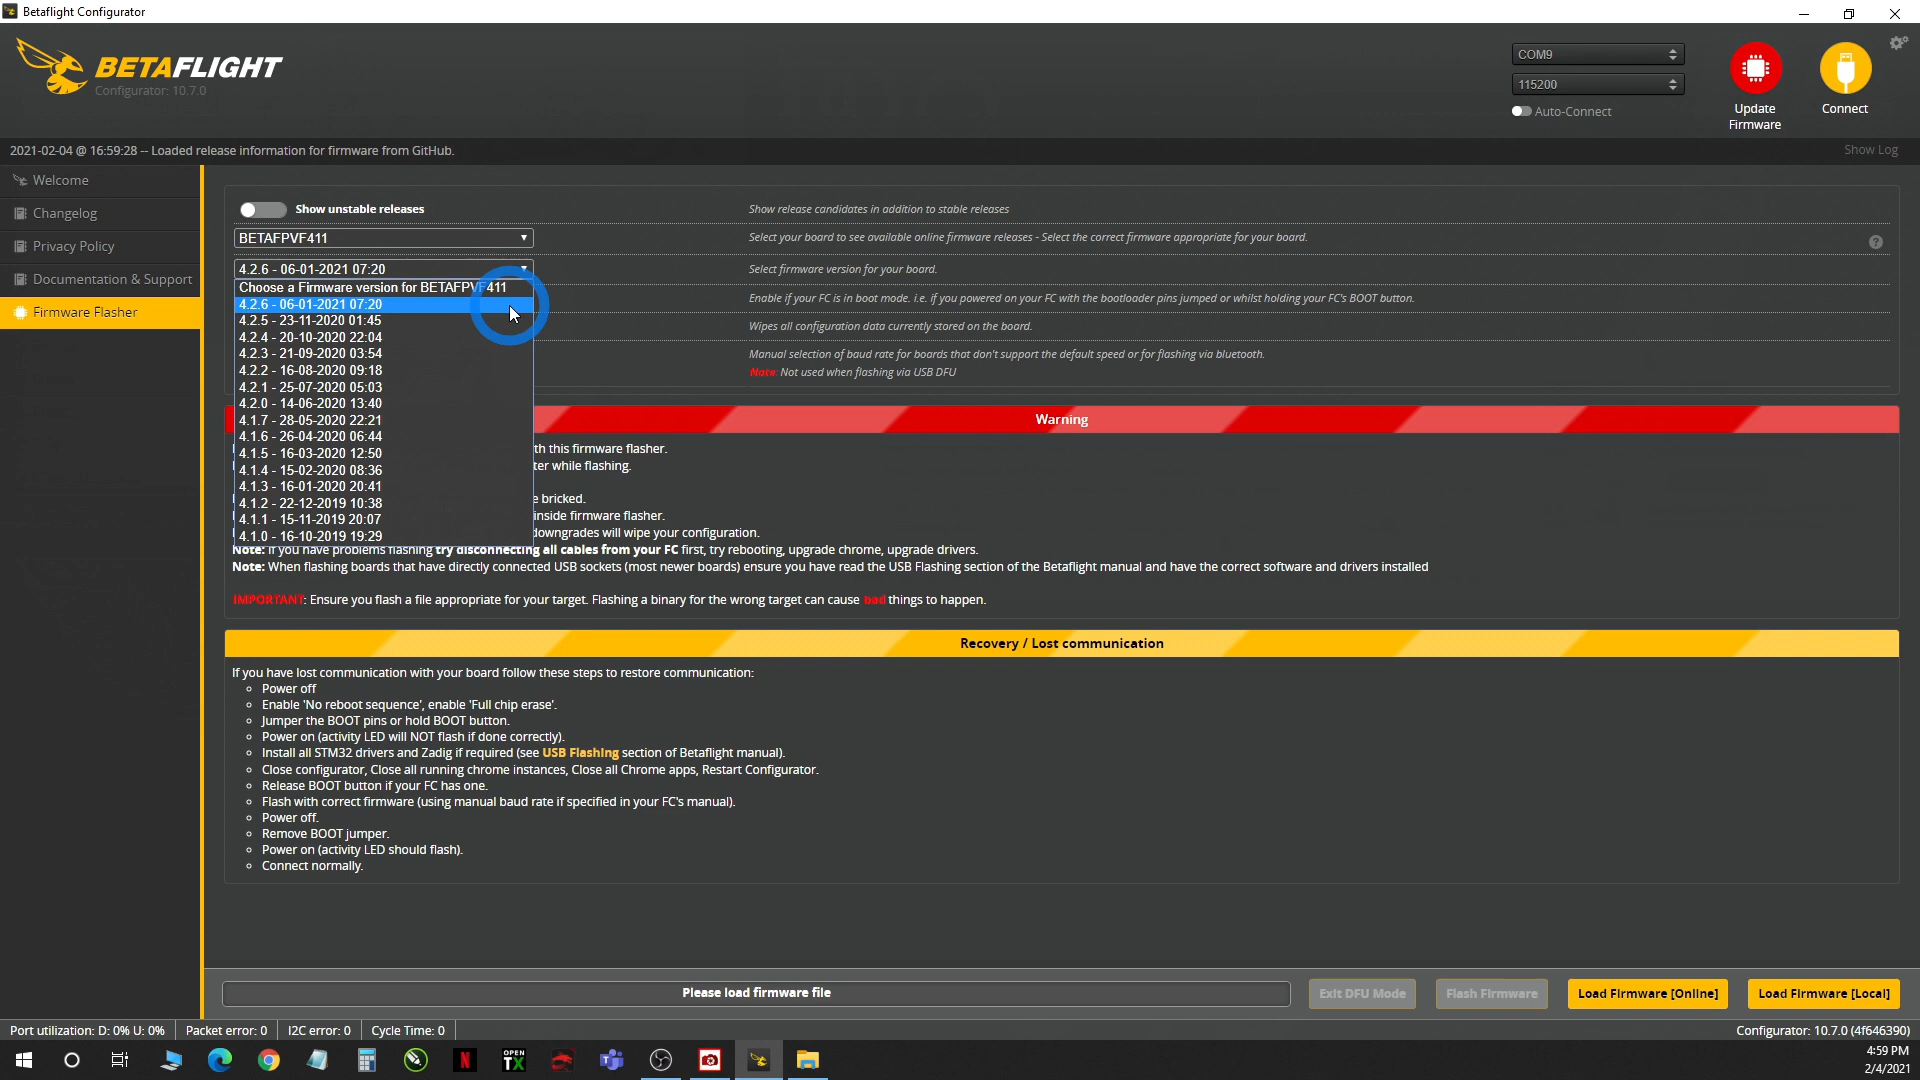 Betaflight Configurator
BETAFLIGHT
Configurator: 10.7.0
COM9
115200
Auto-Connect
Update
Firmware
Connect
2021-02-04 @ 16:59:28 -- Loaded release information for firmware from GitHub.
Show Log
Welcome
Changelog
Privacy Policy
Documentation & Support
Firmware Flasher
Show unstable releases
Show release candidates in addition to stable releases
BETAFPVF411
Select your board to see available online firmware releases - Select the correct firmware appropriate for your board.
4.2.6 - 06-01-2021 07:20
Select firmware version for your board.
Choose a Firmware version for BETAFPVF411
4.2.6 - 06-01-2021 07:20
Enable if your FC is in boot mode. i.e. if you powered on your FC with the bootloader pins jumped or whilst holding your FC's BOOT button.
4.2.5 - 23-11-2020 01:45
Wipes all configuration data currently stored on the board.
4.2.4 - 20-10-2020 22:04
4.2.3 - 21-09-2020 03:54
Manual selection of baud rate for boards that don't support the default speed or for flashing via bluetooth.
4.2.2 - 16-08-2020 09:18
Note: Not used when flashing via USB DFU
4.2.1 - 25-07-2020 05:03
4.2.0 - 14-06-2020 13:40
4.1.7 - 28-05-2020 22:21
Warning
4.1.6 - 26-04-2020 06:44
th this firmware flasher.
4.1.5 - 16-03-2020 12:50
ter while flashing.
4.1.4 - 15-02-2020 08:36
4.1.3 - 16-01-2020 20:41
e bricked.
4.1.2 - 22-12-2019 10:38
inside firmware flasher.
4.1.1 - 15-11-2019 20:07
downgrades will wipe your configuration.
4.1.0 - 16-10-2019 19:29
Note: If you have problems flashing try disconnecting all cables from your FC first, try rebooting, upgrade chrome, upgrade drivers.
Note: When flashing boards that have directly connected USB sockets (most newer boards) ensure you have read the USB Flashing section of the Betaflight manual and have the correct software and drivers installed
IMPORTANT: Ensure you flash a file appropriate for your target. Flashing a binary for the wrong target can cause bad things to happen.
Recovery / Lost communication
If you have lost communication with your board follow these steps to restore communication:
Power off
Enable 'No reboot sequence', enable 'Full chip erase'.
Jumper the BOOT pins or hold BOOT button.
Power on (activity LED will NOT flash if done correctly).
Install all STM32 drivers and Zadig if required (see USB Flashing section of Betaflight manual).
Close configurator, Close all running chrome instances, Close all Chrome apps, Restart Configurator.
Release BOOT button if your FC has one.
Flash with correct firmware (using manual baud rate if specified in your FC's manual).
Power off.
Remove BOOT jumper.
Power on (activity LED should flash).
Connect normally.
Please load firmware file
Exit DFU Mode
Flash Firmware
Load Firmware [Online]
Load Firmware [Local]
Port utilization: D: 0% U: 0%
Packet error: 0
I2C error: 0
Cycle Time: 0
Configurator: 10.7.0 (4f646390)
OPEN
TX
4:59 PM
2/4/2021